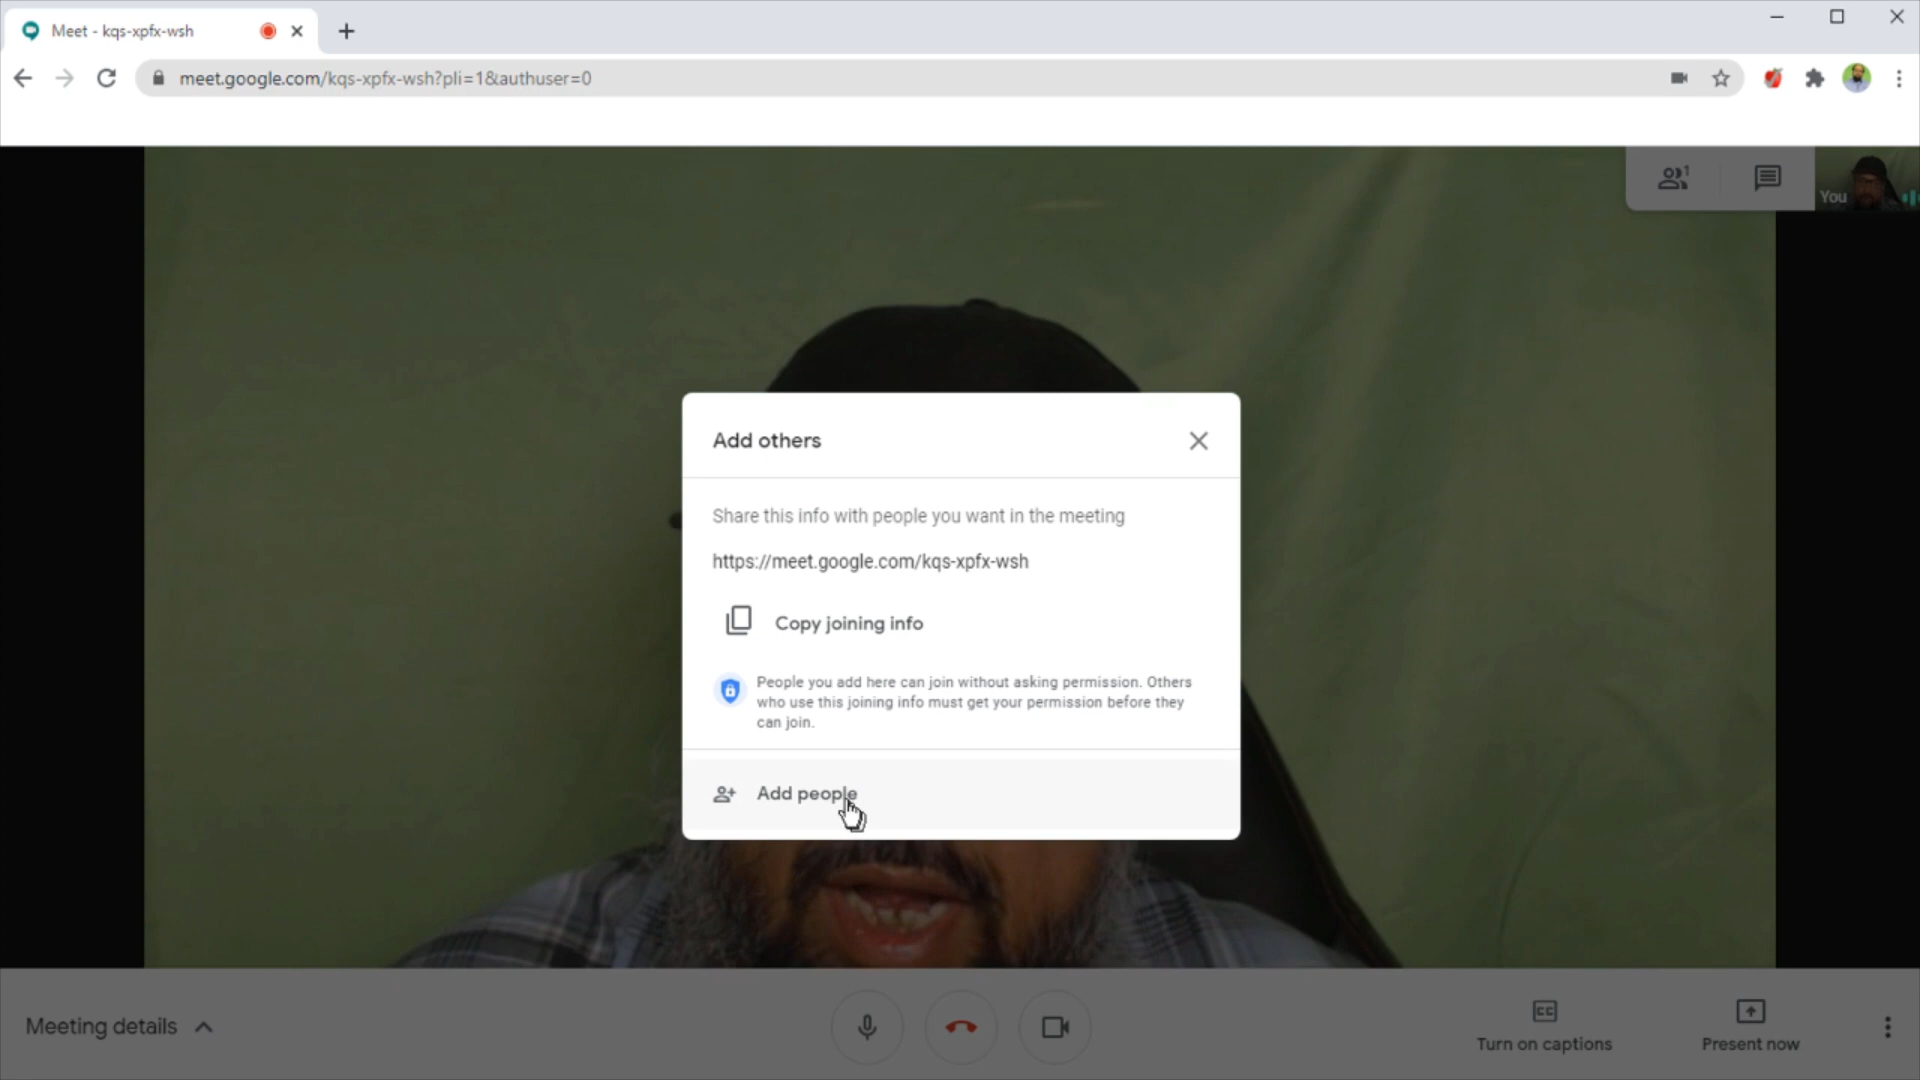 Meet - kqs-xpfx-wsh
meet.google.com/kqs-xpfx-wsh?pli=1&authuser=0
1
You
Add others
Share this info with people you want in the meeting
https://meet.google.com/kqs-xpfx-wsh
Copy joining info
People you add here can join without asking permission. Others
who use this joining info must get your permission before they
can join.
Add people
Meeting details
CC
Turn on captions
Present now